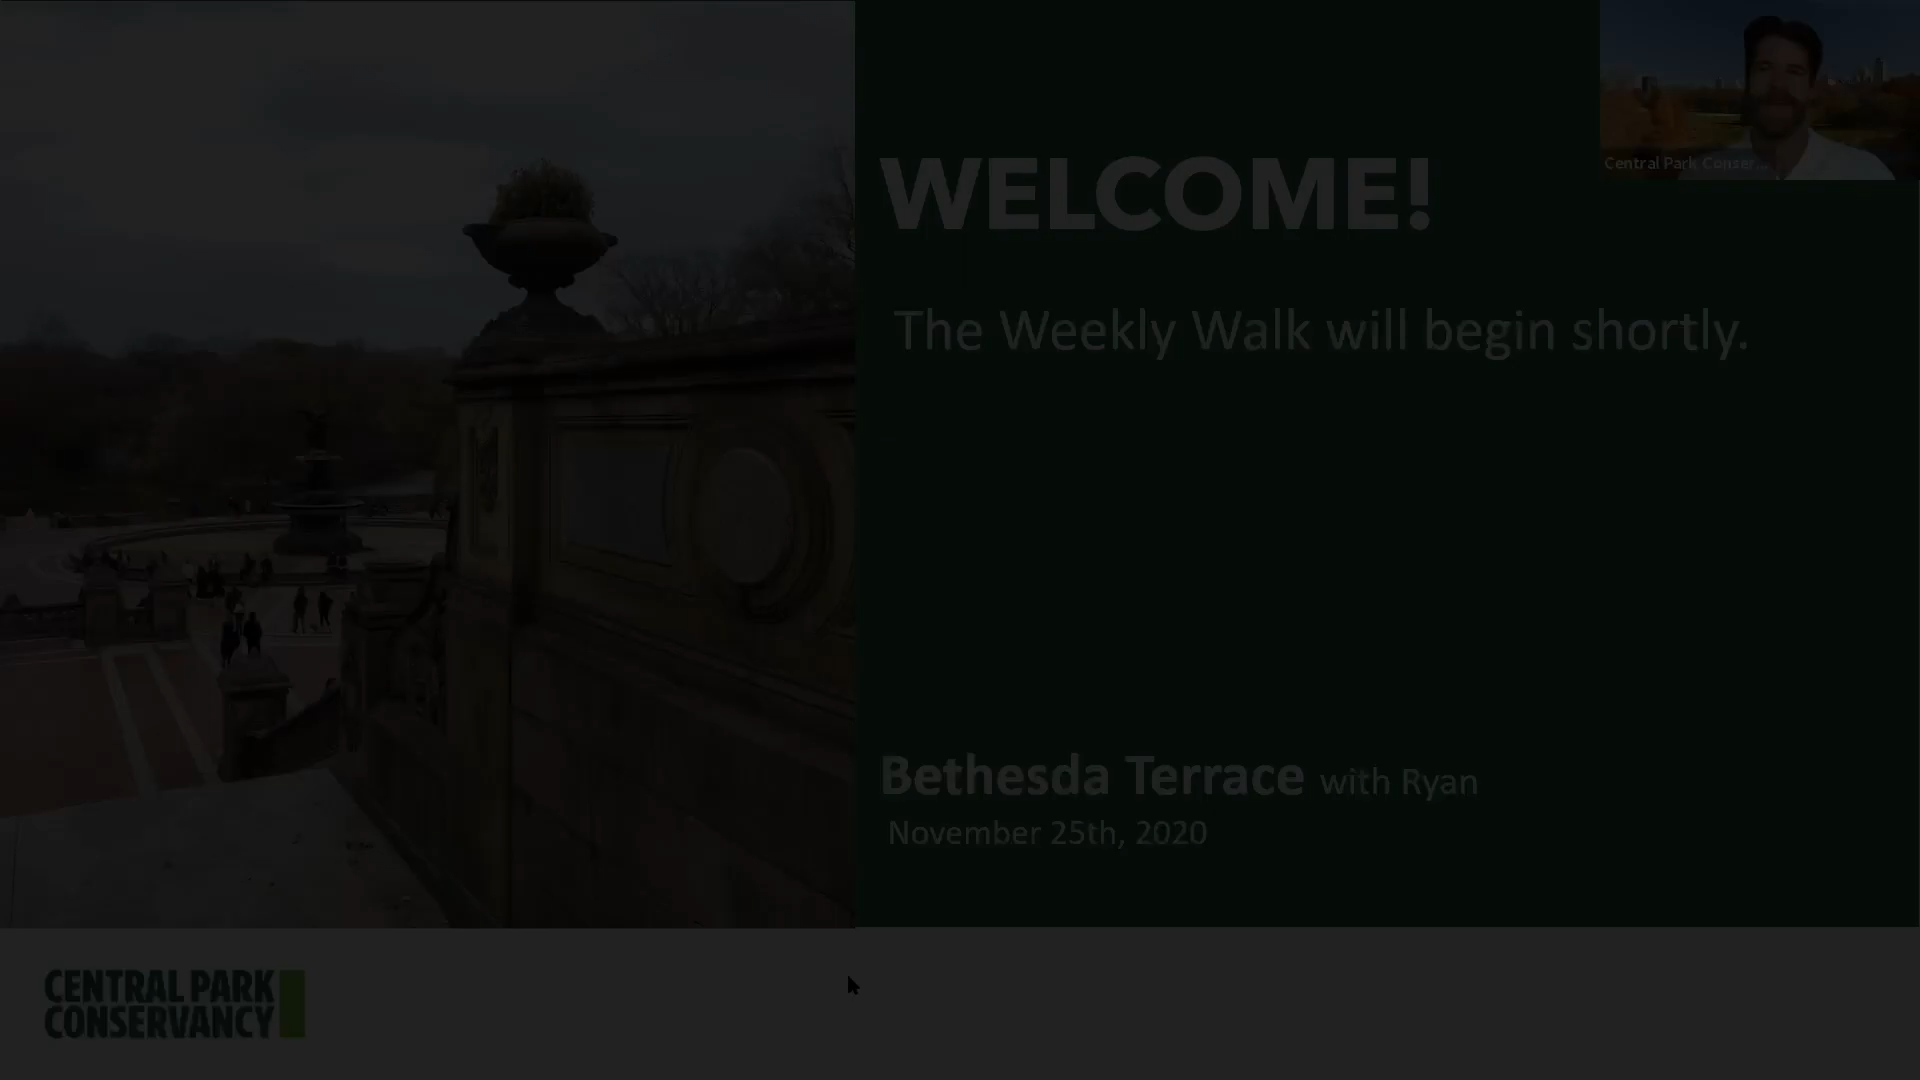 WELCOME!
Central Park Conser...
The Weekly Walk will begin shortly.
Bethesda Terrace with Ryan
November 25th, 2020
CENTRAL PARK
CONSERVANCY